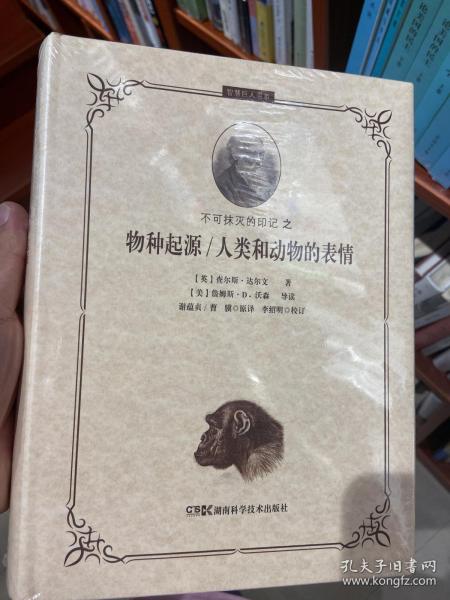 智慧巨人书系
不可抹灭的印记 之
物种起源/人类和动物的表情
【英】查尔斯·达尔文 著
【美】詹姆斯·D.沃森 导读
谢蕴贞/曹骥◎原译 李绍明◎校订
CSK湖南科学技术出版社
孔夫子旧书网
www.kongfz.com